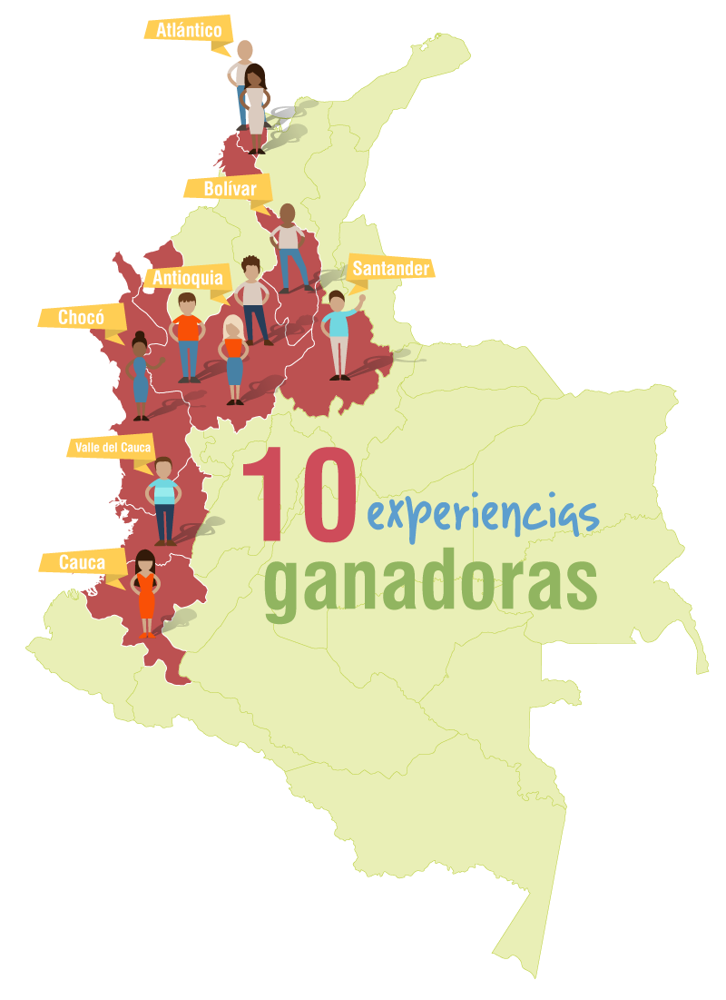 Atlántico
Bolívar
Santander
Antioquia
Chocó
Valle del Cauca
10 experiencias
ganadoras
Cauca